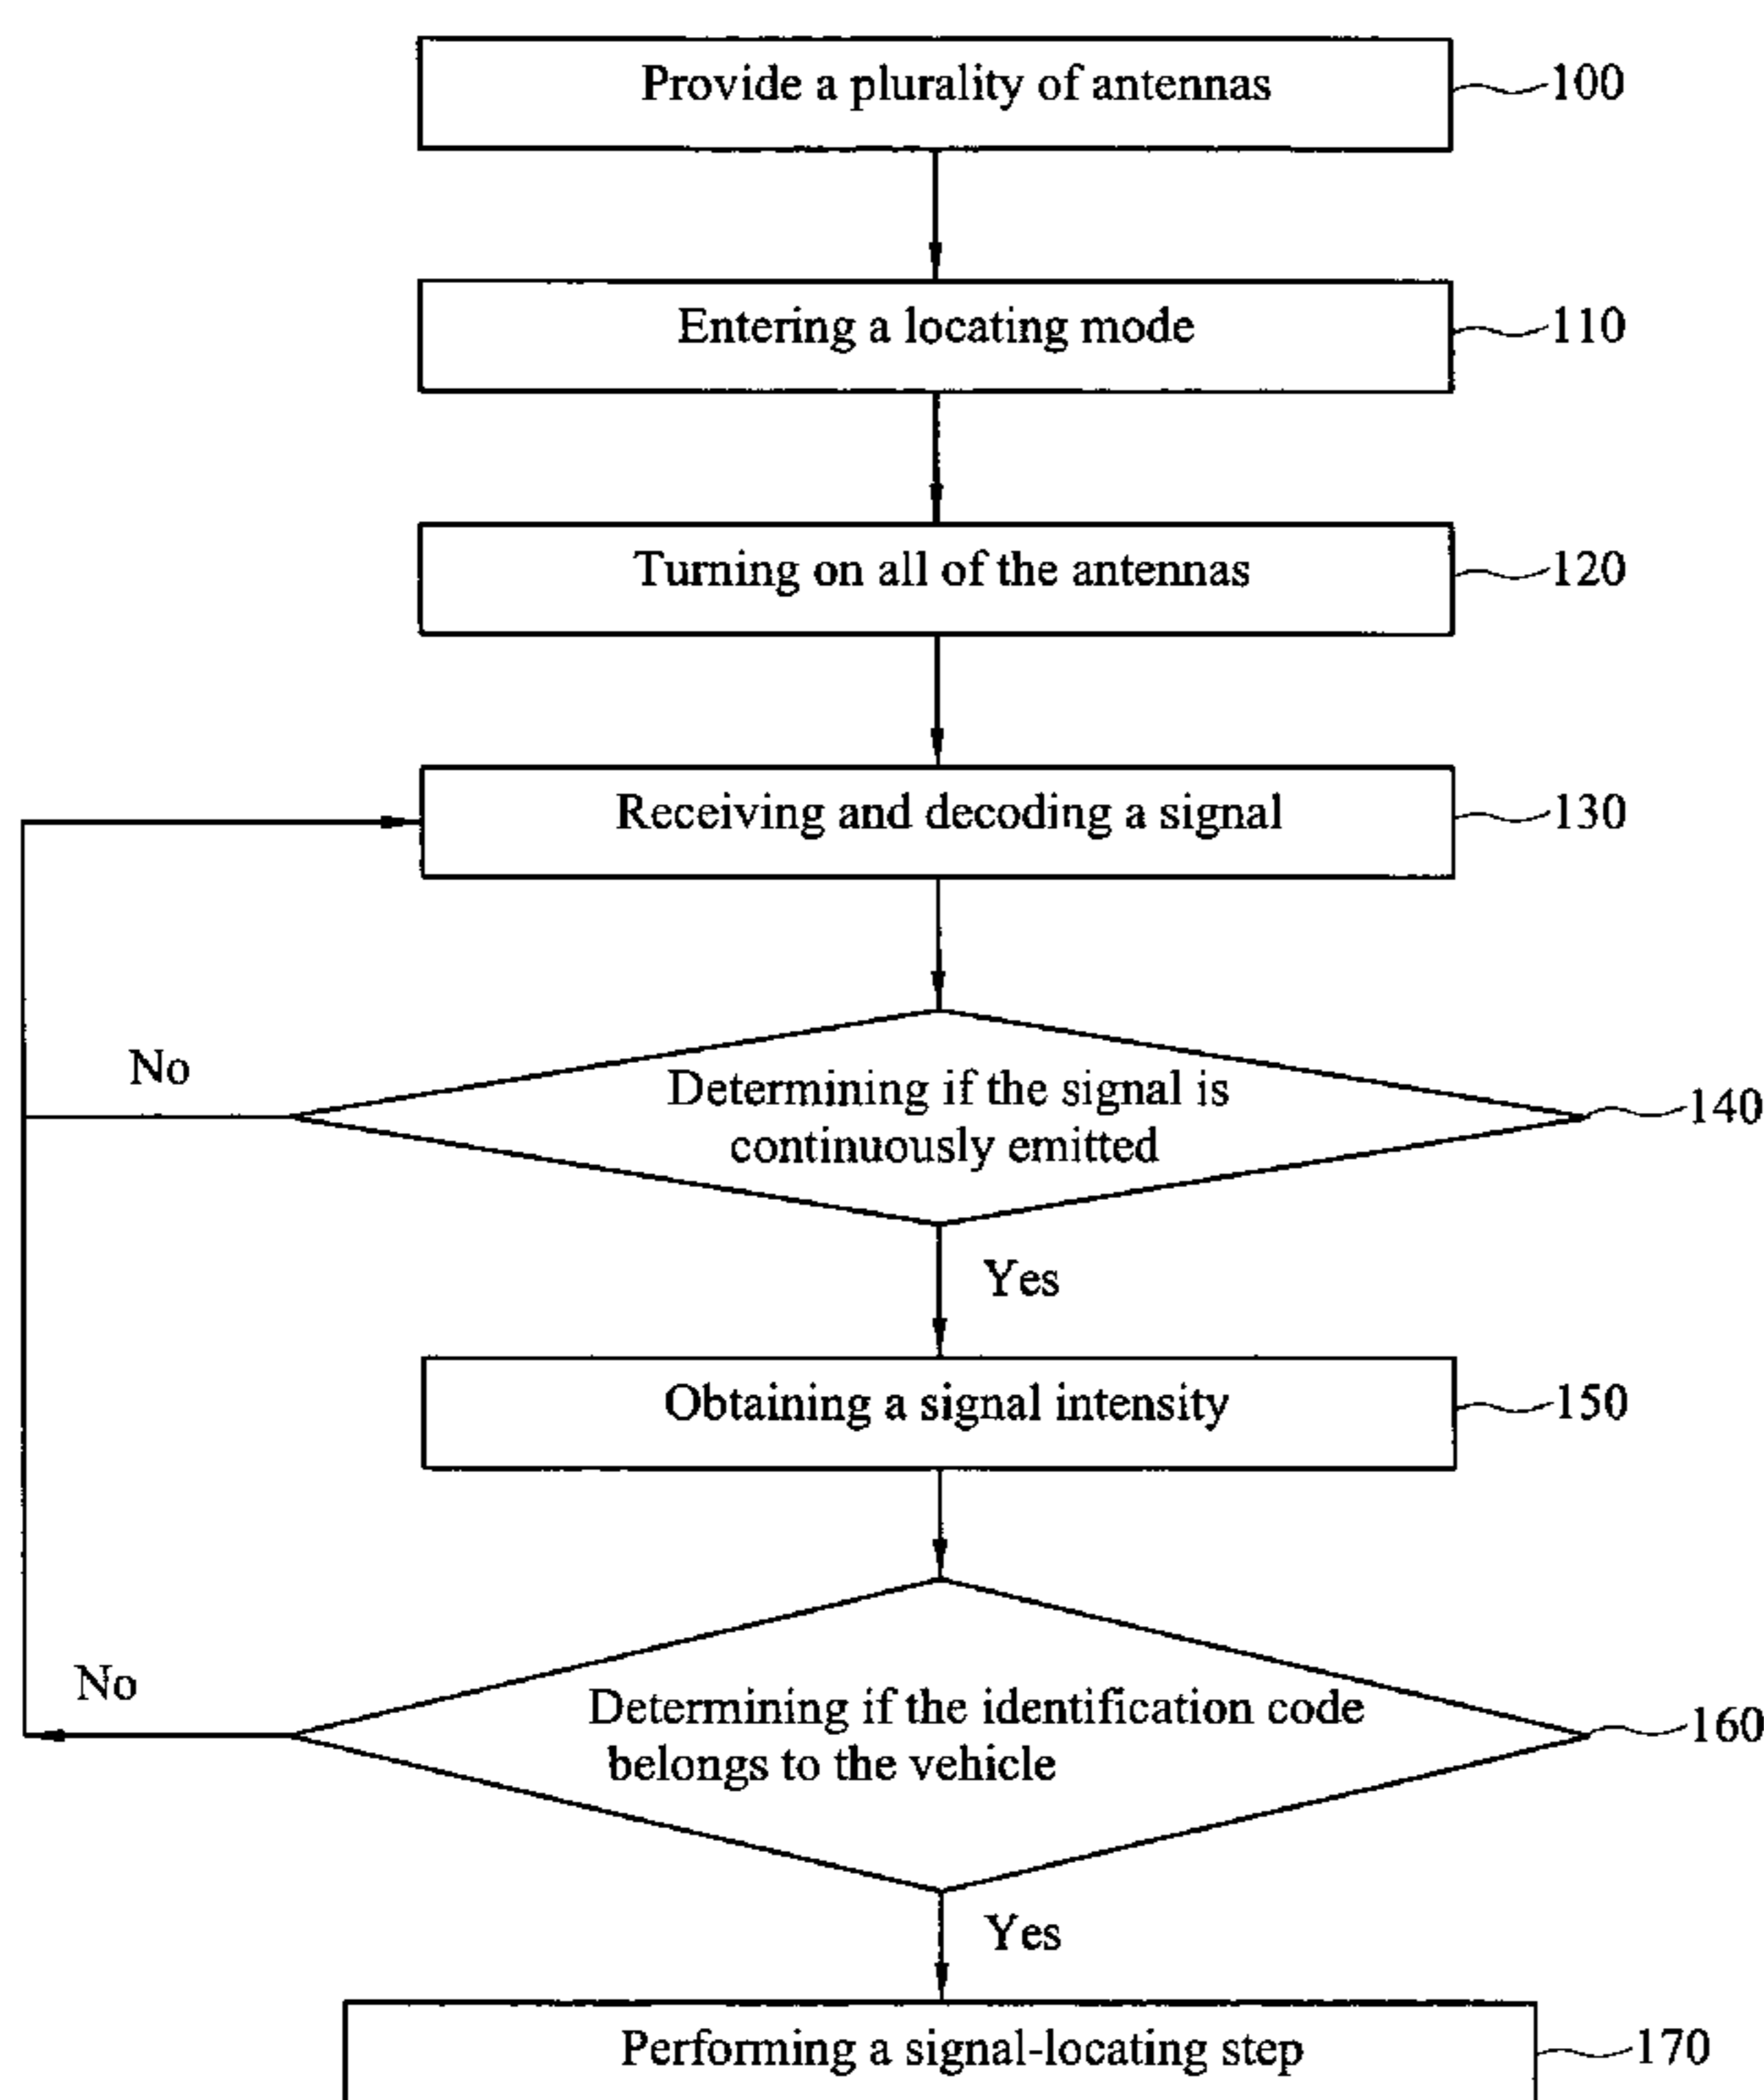 Provide a plurality of antennas
100
Entering a locating mode
110
Turning on all of the antennas
120
Receiving and decoding a signal
130
No
Determining if the signal is
continuously emitted
140
Yes
Obtaining a signal intensity
150
No
Determining if the identification code
belongs to the vehicle
160
Yes
Performing a signal-locating step
170